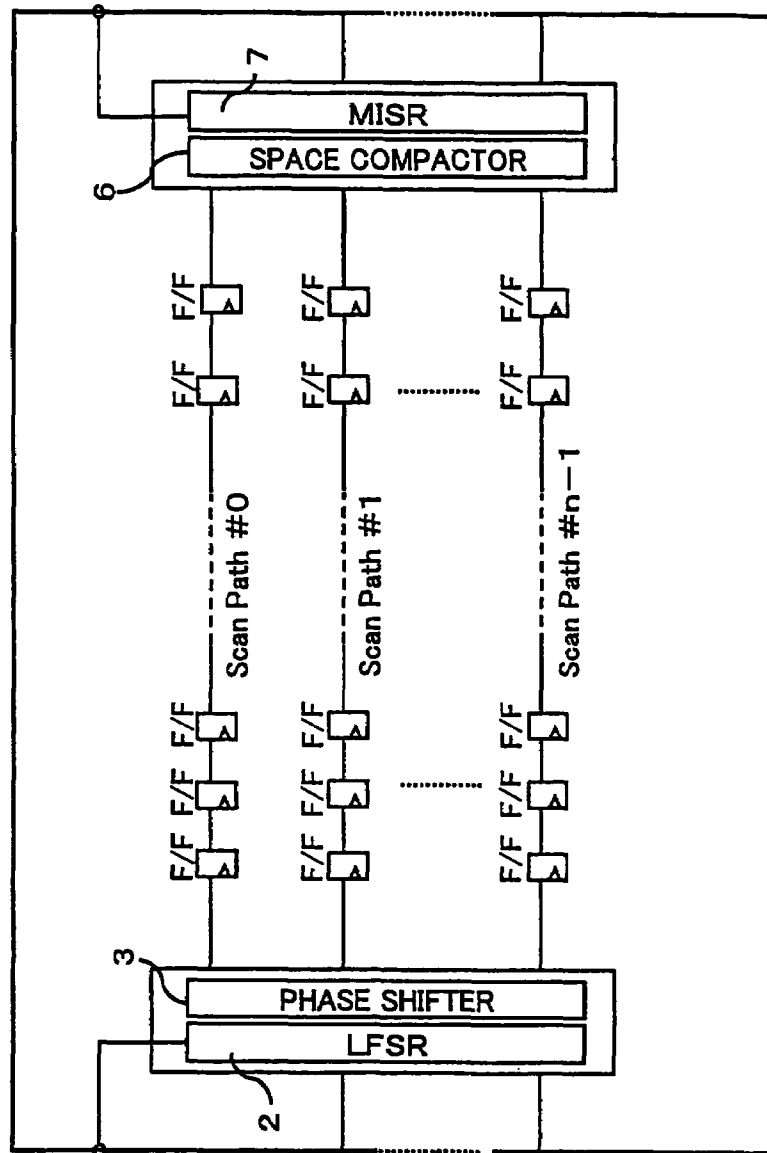 7
MISR
6
SPACE COMPACTOR
F/F
F/F
F/F
F/F
F/F
F/F
Scan Path #0
Scan Path #1
Scan Path #n−1
F/F
F/F
F/F
F/F
F/F
F/F
F/F
F/F
F/F
3
PHASE SHIFTER
LFSR
2